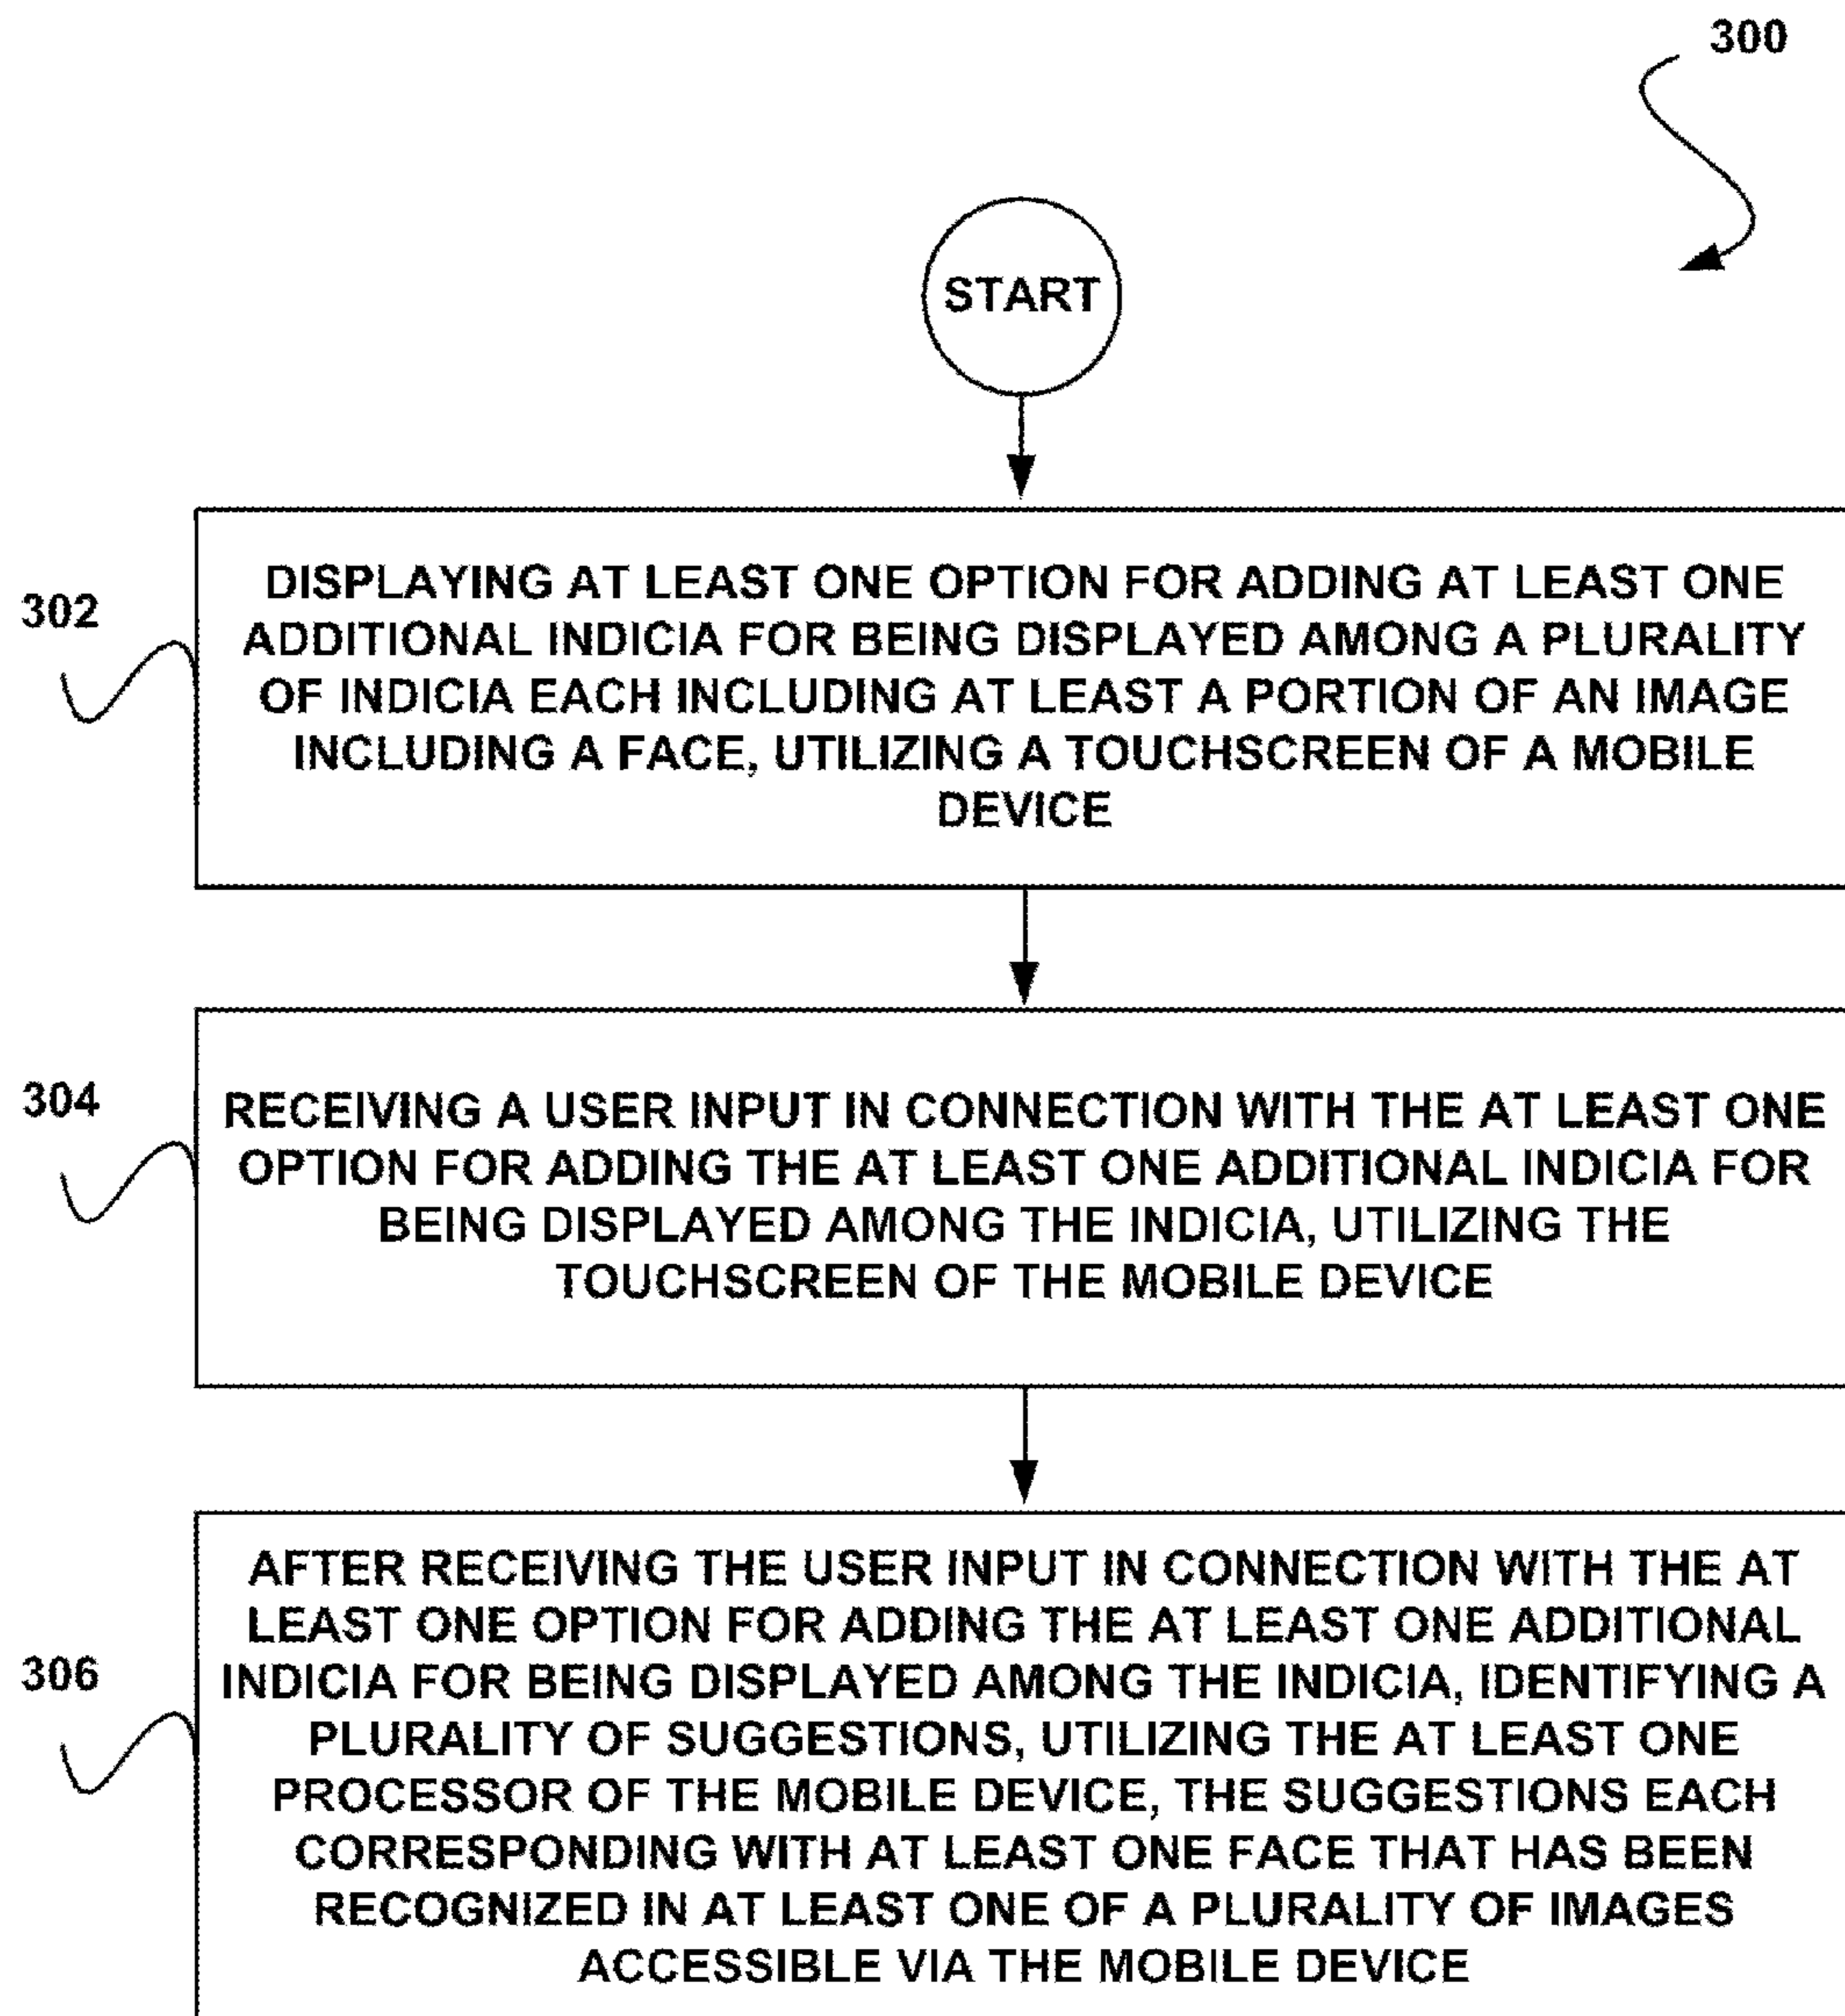 300
START
302
DISPLAYING AT LEAST ONE OPTION FOR ADDING AT LEAST ONE
ADDITIONAL INDICIA FOR BEING DISPLAYED AMONG A PLURALITY
OF INDICIA EACH INCLUDING AT LEAST A PORTION OF AN IMAGE
INCLUDING A FACE, UTILIZING A TOUCHSCREEN OF A MOBILE
DEVICE
304
RECEIVING A USER INPUT IN CONNECTION WITH THE AT LEAST ONE
OPTION FOR ADDING THE AT LEAST ONE ADDITIONAL INDICIA FOR
BEING DISPLAYED AMONG THE INDICIA, UTILIZING THE
TOUCHSCREEN OF THE MOBILE DEVICE
306
AFTER RECEIVING THE USER INPUT IN CONNECTION WITH THE AT
LEAST ONE OPTION FOR ADDING THE AT LEAST ONE ADDITIONAL
INDICIA FOR BEING DISPLAYED AMONG THE INDICIA, IDENTIFYING A
PLURALITY OF SUGGESTIONS, UTILIZING THE AT LEAST ONE
PROCESSOR OF THE MOBILE DEVICE, THE SUGGESTIONS EACH
CORRESPONDING WITH AT LEAST ONE FACE THAT HAS BEEN
RECOGNIZED IN AT LEAST ONE OF A PLURALITY OF IMAGES
ACCESSIBLE VIA THE MOBILE DEVICE